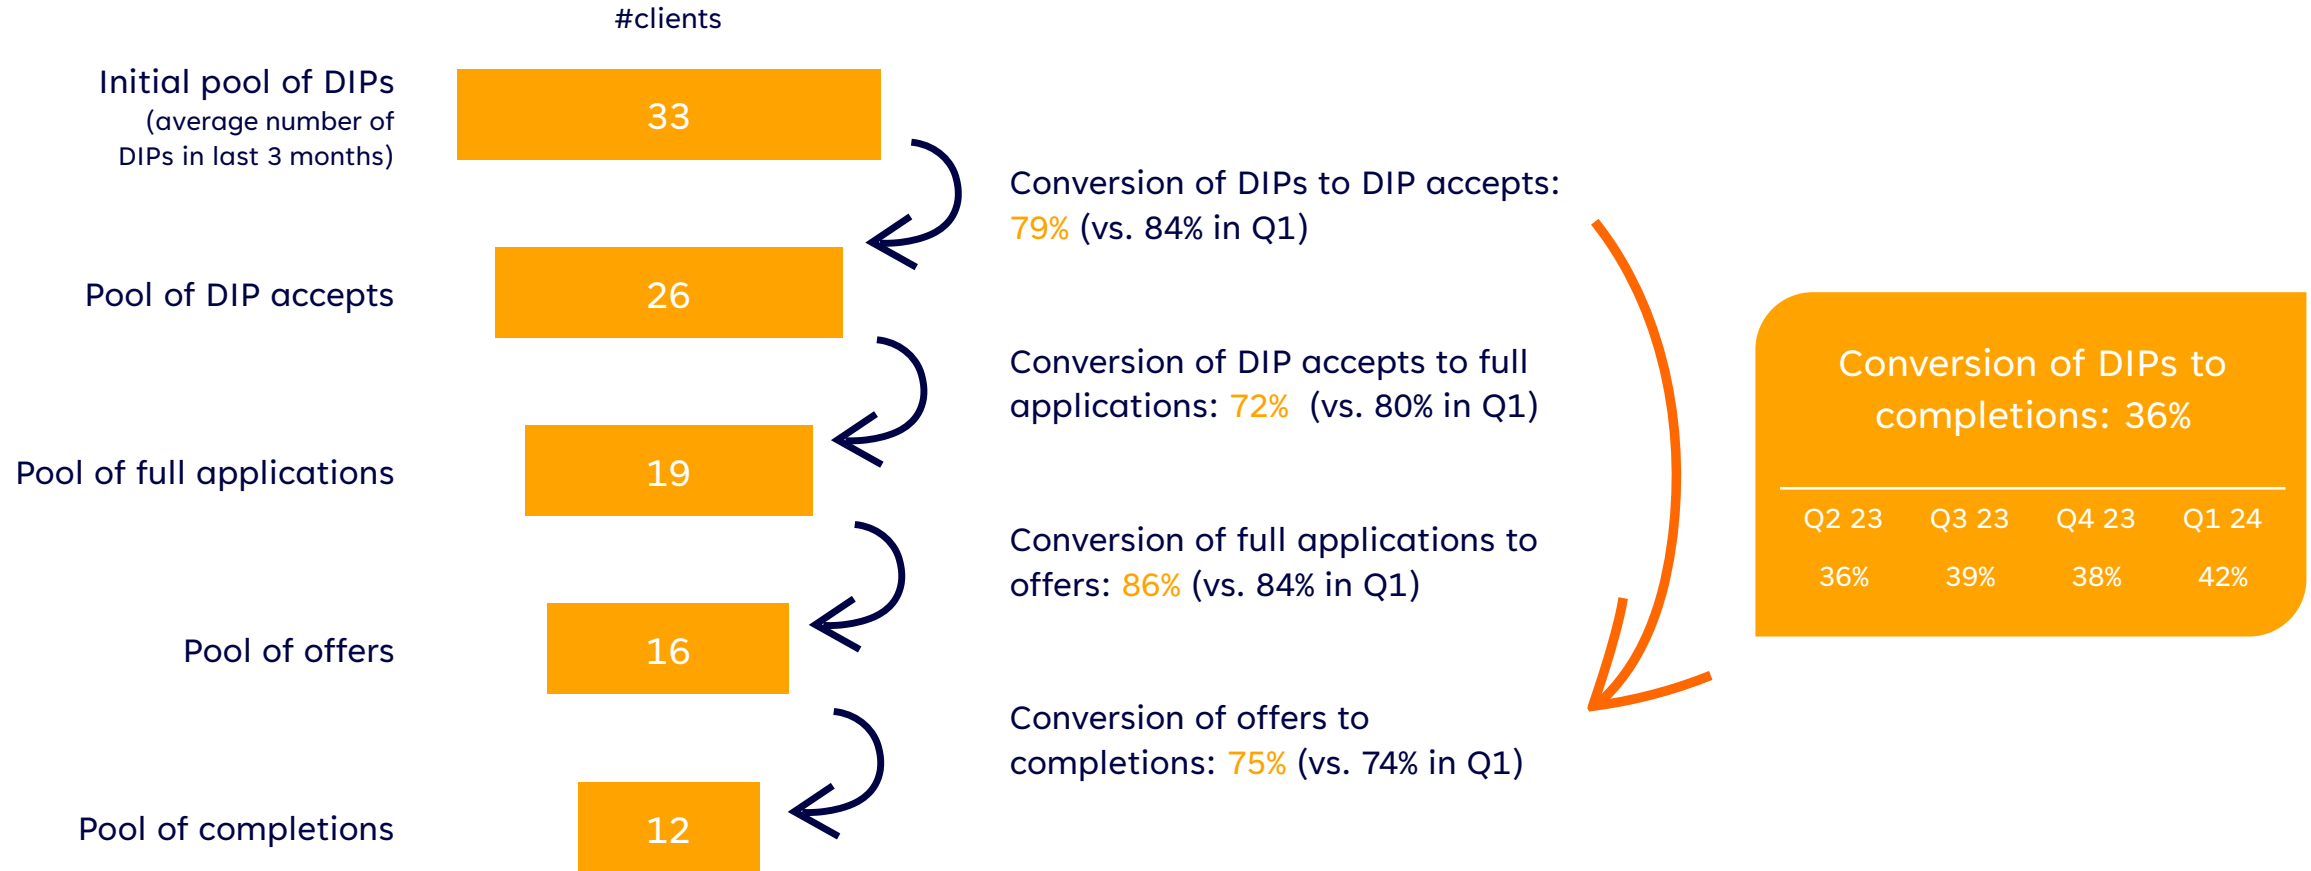 #clients
Initial pool of DIPs
(average number of
DIPs in last 3 months)
33
Conversion of DIPs to DIP accepts:
79% (vs. 84% in Q1)
Pool of DIP accepts
26
Conversion of DIP accepts to full
applications: 72% (vs. 80% in Q1)
Pool of full applications
19
Conversion of full applications to
offers: 86% (vs. 84% in Q1)
Pool of offers
16
Conversion of offers to
completions: 75% (vs. 74% in Q1)
Pool of completions
12
Conversion of DIPs to
completions: 36%
Q2 23 Q3 23 Q4 23 Q1 24
36% 39% 38% 42%